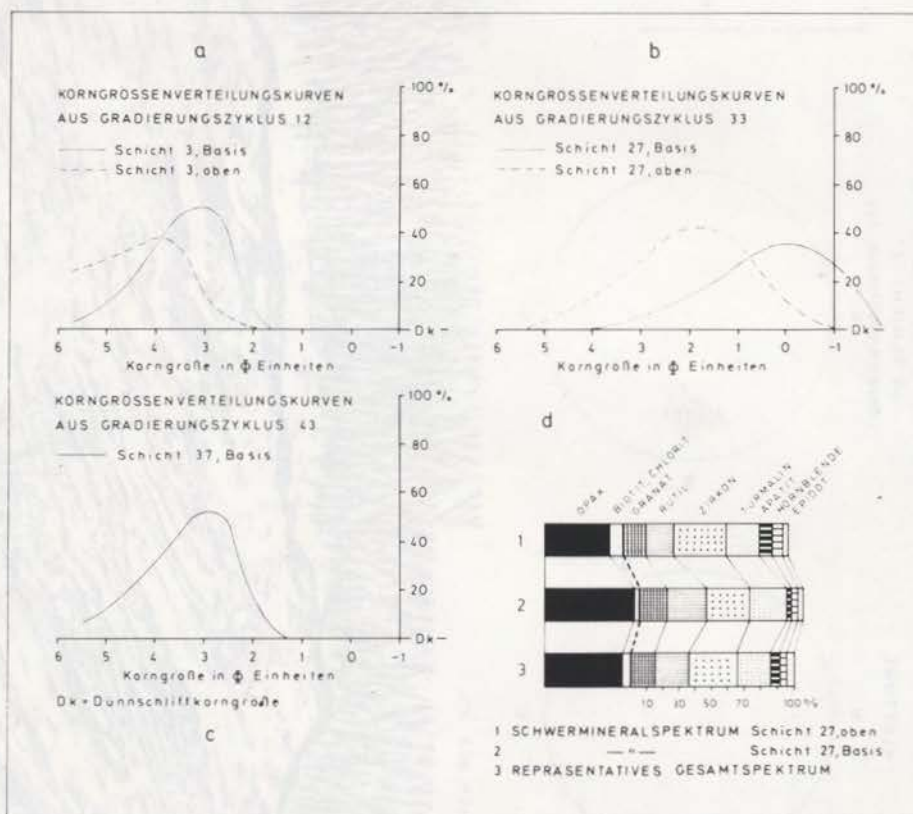 a
KORNGRÖSSENVERTEILUNGSKURVEN
AUS GRADIERUNGSZYKLUS 12
Schicht 3, Basis
Schicht 3, oben
100 %
80
60
40
20
Dk
6 5 4 3 2 1 0 -1
Korngröße in Φ Einheiten
b
KORNGRÖSSENVERTEILUNGSKURVEN
AUS GRADIERUNGSZYKLUS 33
Schicht 27, Basis
Schicht 27, oben
100 %
80
60
40
20
Dk
6 5 4 3 2 1 0 -1
Korngröße in Φ Einheiten
KORNGRÖSSENVERTEILUNGSKURVEN
AUS GRADIERUNGSZYKLUS 43
Schicht 37, Basis
100 %
80
60
40
20
Dk
6 5 4 3 2 1 0 -1
Korngröße in Φ Einheiten
Dk = Dünnschliffkorngröße
c
d
OPAK
BIOTIT, CHLORIT
GRANAT
RUTIL
ZIRKON
TURMALIN
APATIT
HORNBLENDE
EPIDOT
1
2
3
10 30 50 70 100 %
1 SCHWERMINERALSPEKTRUM Schicht 27, oben
2 —"— Schicht 27, Basis
3 REPRÄSENTATIVES GESAMTSPEKTRUM